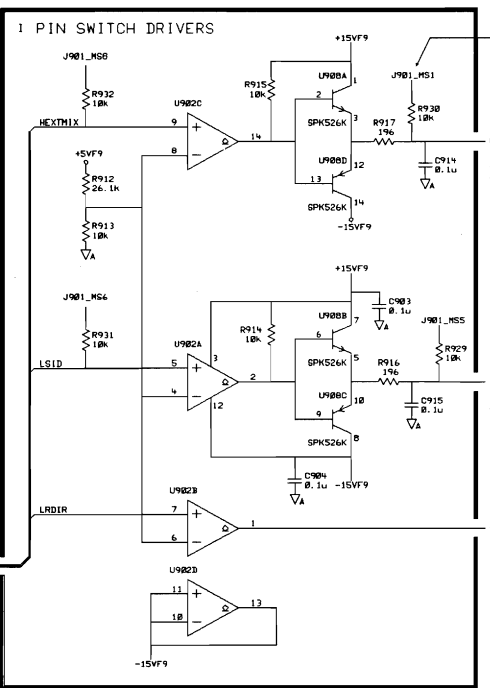 I PIN SWITCH DRIVERS
+15VF9
J901_MS8
R932
10k
R915
10k
U908A
1
2
3
SPK526K
J901_MS1
R930
10k
U902C
HEXTMIX
9
+
8
−
14
Ω
R917
196
+5VF9
R912
26.1k
U908D
12
13
14
SPK526K
C914
0.1u
A
R913
10k
A
-15VF9
+15VF9
J901_MS6
R931
10k
C903
0.1u
A
U908B
7
6
5
SPK526K
J901_MS5
R929
10k
R914
10k
U902A
3
LSID
5
+
4
−
2
Ω
12
R916
196
U908C
10
9
8
SPK526K
C915
0.1u
A
C904
0.1u
A
-15VF9
U902B
LRDIR
7
+
6
−
1
Ω
U902D
11
+
10
−
13
Ω
-15VF9